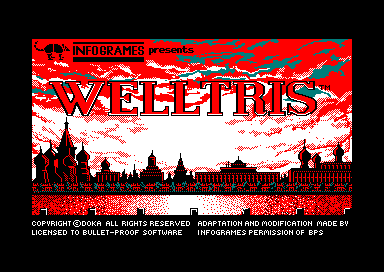 INFOGRAMES presents
WELLTRIS
COPYRIGHT ©DOKA ALL RIGHTS RESERVED ADAPTATION AND MODIFICATION MADE BY
LICENSED TO BULLET-PROOF SOFTWARE INFOGRAMES PERMISSION OF BPS